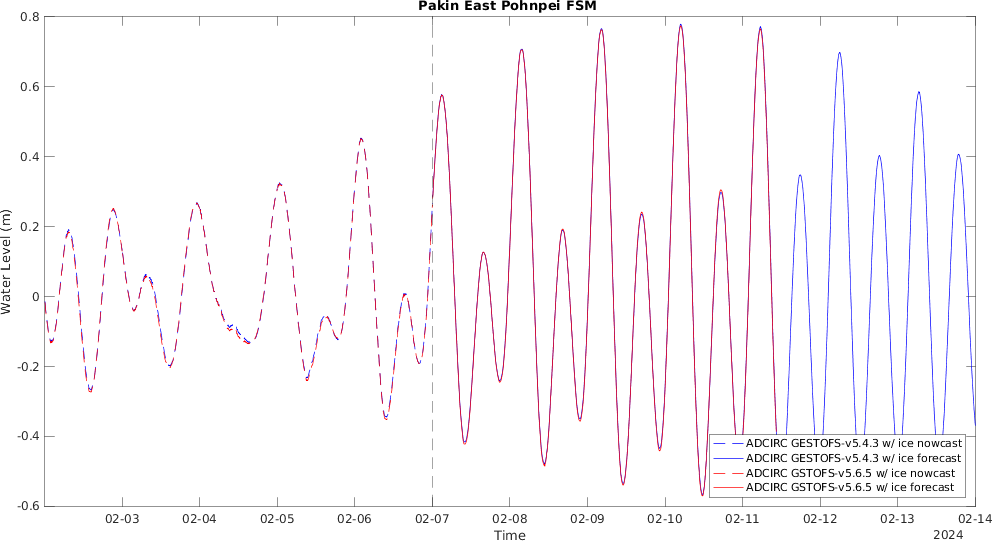 Pakin East Pohnpei FSM
0.8
0.6
0.4
0.2
0
-0.2
-0.4
-0.6
Water Level (m)
ADCIRC GESTOFS-v5.4.3 w/ ice nowcast
ADCIRC GESTOFS-v5.4.3 w/ ice forecast
ADCIRC GSTOFS-v5.6.5 w/ ice nowcast
ADCIRC GSTOFS-v5.6.5 w/ ice forecast
02-03 02-04 02-05 02-06 02-07 02-08 02-09 02-10 02-11 02-12 02-13 02-14
Time
2024